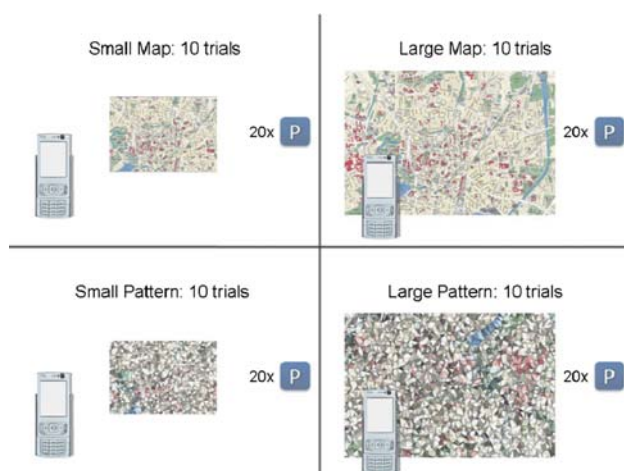 Small Map: 10 trials
20x P
Large Map: 10 trials
20x P
Small Pattern: 10 trials
20x P
Large Pattern: 10 trials
20x P